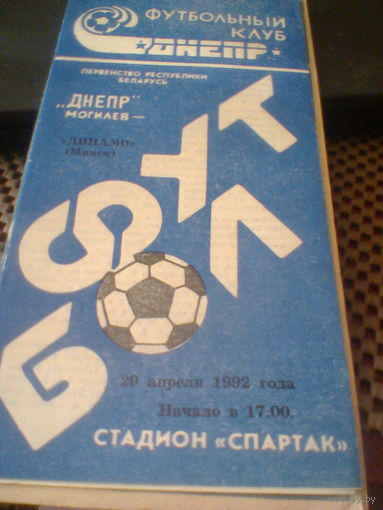 ФУТБОЛЬНЫЙ
КЛУБ
ДНЕПР
ПЕРВЕНСТВО РЕСПУБЛИКИ
БЕЛАРУСЬ
„ДНЕПР"
МОГИЛЕВ—
«ДИНАМО»
(Минск)
ФУТБОЛ
29 апреля 1992 года
Начало в 17.00.
СТАДИОН «СПАРТАК»